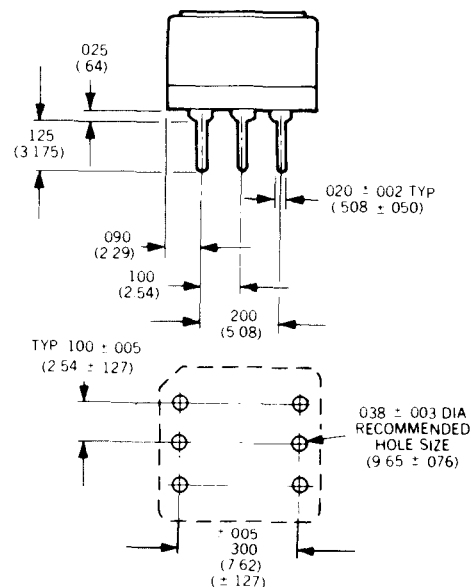 025
(64)
125
(3 175)
020 ± 002 TYP
(508 ± 050)
090
(2 29)
100
(2.54)
200
(5 08)
TYP 100 ± 005
(2.54 ± 127)
038 ± 003 DIA
RECOMMENDED
HOLE SIZE
(9 65 ± 076)
± 005
300
(7 62)
(± 127)